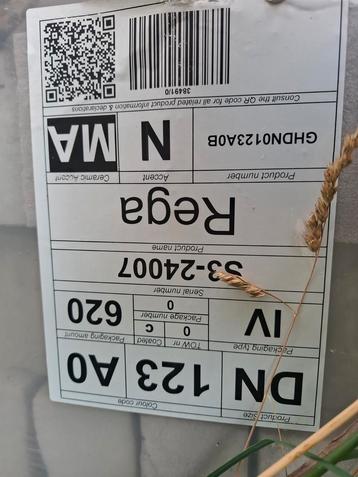 Product size
Colour code
DN 123 A0
Packaging type
TOW nr
Coated
Packaging amount
IV
0
c
620
Package number
0
Serial number
S3-24007
Product name
Rega
Product number
Accent
Ceramic Accent
GHDN0123A0B
N
MA
Consult the QR code for all related product information & declarations
38491/0